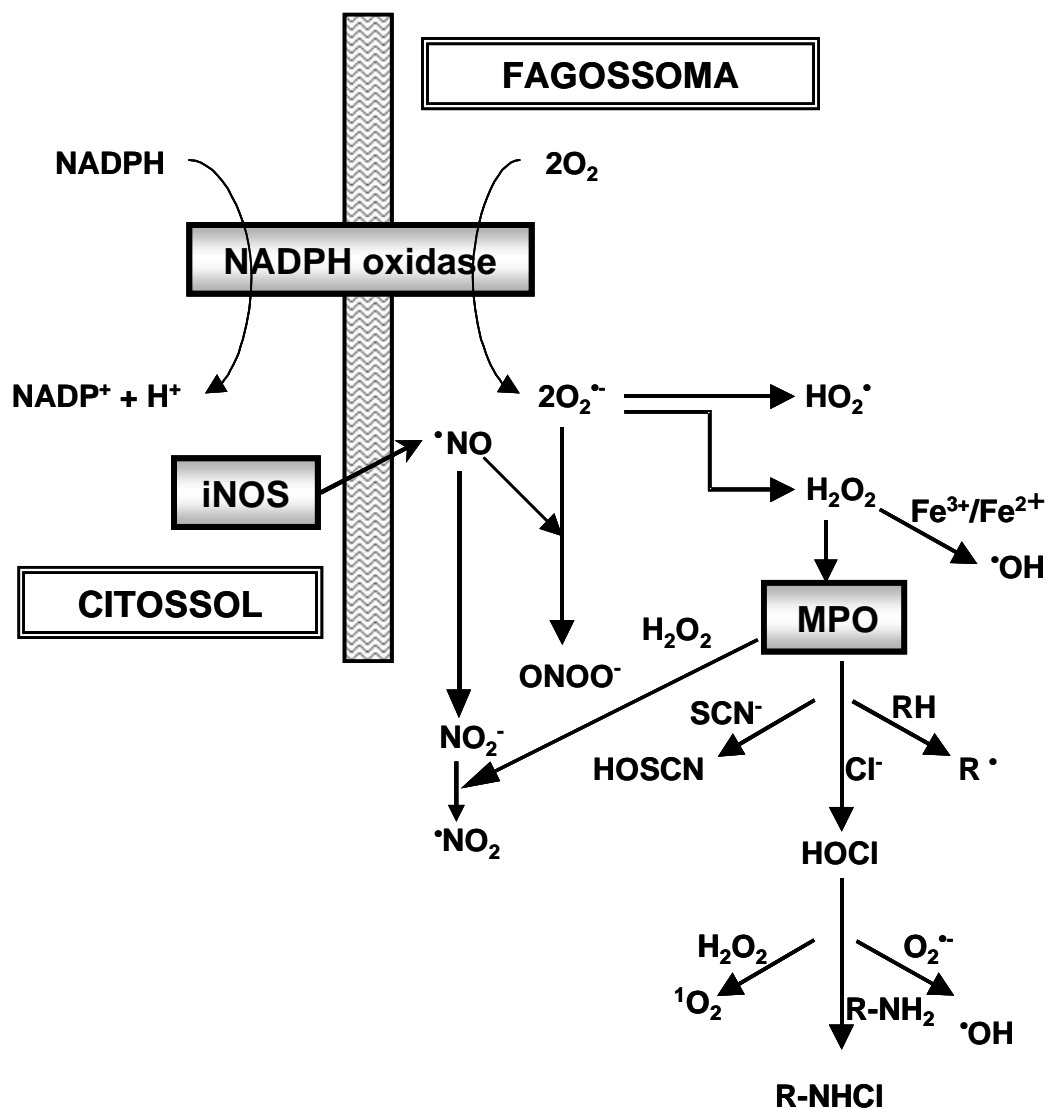 FAGOSSOMA
NADPH
2O₂
NADPH oxidase
NADP⁺ + H⁺
2O₂•⁻
HO₂•
•NO
iNOS
H₂O₂
Fe³⁺/Fe²⁺
•OH
CITOSSOL
MPO
H₂O₂
ONOO⁻
SCN⁻
RH
NO₂⁻
HOSCN
Cl⁻
R•
•NO₂
HOCl
H₂O₂
O₂•⁻
¹O₂
R-NH₂
•OH
R-NHCl